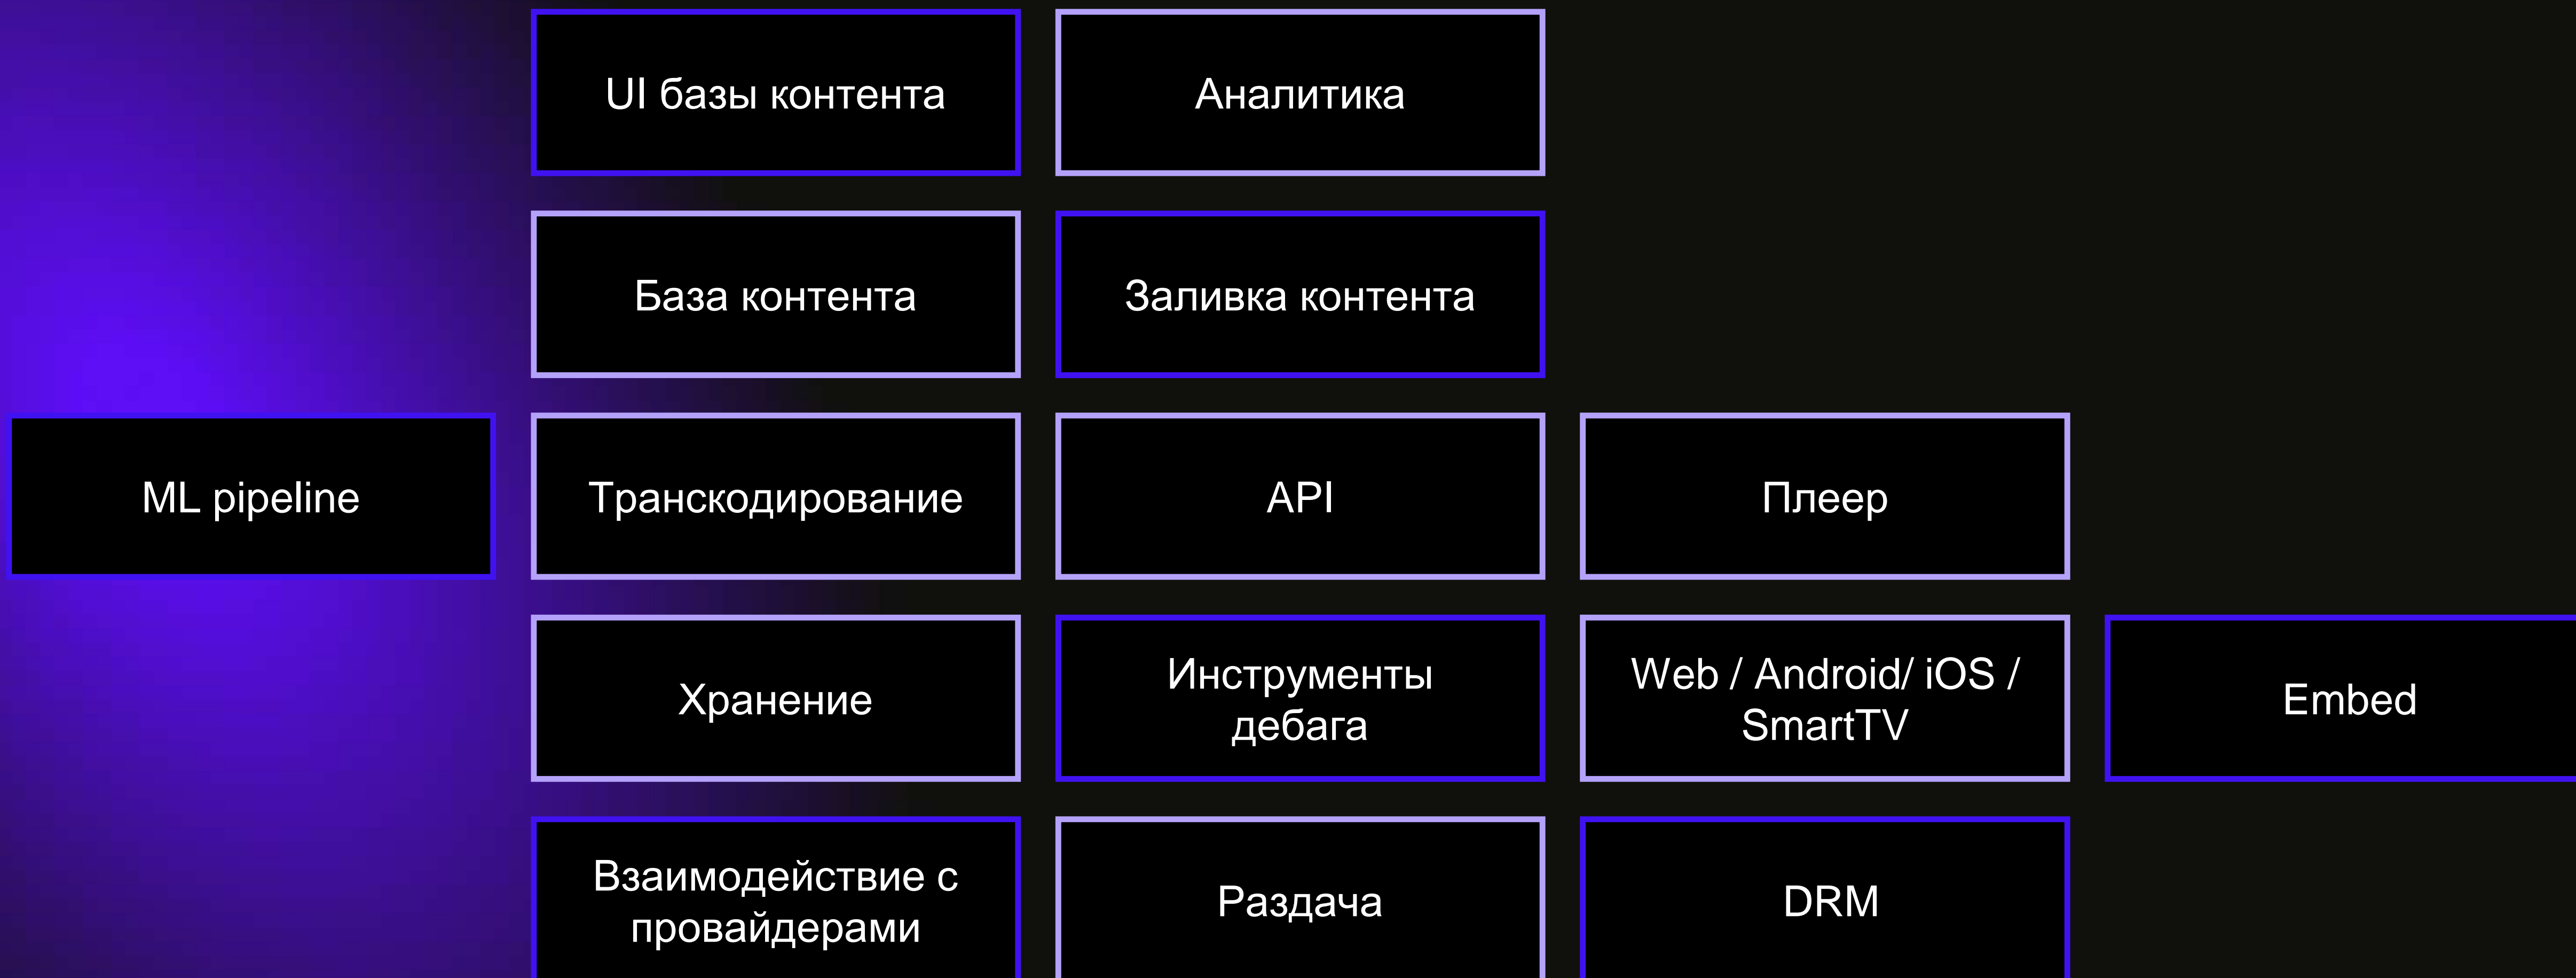 UI базы контента
Аналитика
База контента
Заливка контента
ML pipeline
Транскодирование
API
Плеер
Хранение
Инструменты
дебага
Web / Android/ iOS /
SmartTV
Embed
Взаимодействие с
провайдерами
Раздача
DRM